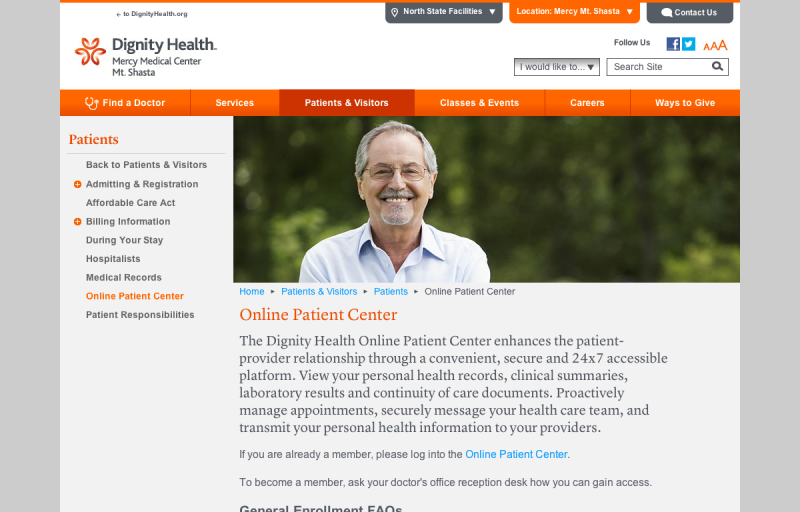 ← to DignityHealth.org
North State Facilities ▼
Location: Mercy Mt. Shasta ▼
Contact Us
Dignity Health™
Mercy Medical Center
Mt. Shasta
Follow Us
AAA
I would like to... ▼
Search Site
Find a Doctor
Services
Patients & Visitors
Classes & Events
Careers
Ways to Give
Patients
Back to Patients & Visitors
Admitting & Registration
Affordable Care Act
Billing Information
During Your Stay
Hospitalists
Medical Records
Online Patient Center
Patient Responsibilities
Home ▸ Patients & Visitors ▸ Patients ▸ Online Patient Center
Online Patient Center
The Dignity Health Online Patient Center enhances the patient-
provider relationship through a convenient, secure and 24x7 accessible
platform. View your personal health records, clinical summaries,
laboratory results and continuity of care documents. Proactively
manage appointments, securely message your health care team, and
transmit your personal health information to your providers.
If you are already a member, please log into the Online Patient Center.
To become a member, ask your doctor's office reception desk how you can gain access.
General Enrollment FAQs